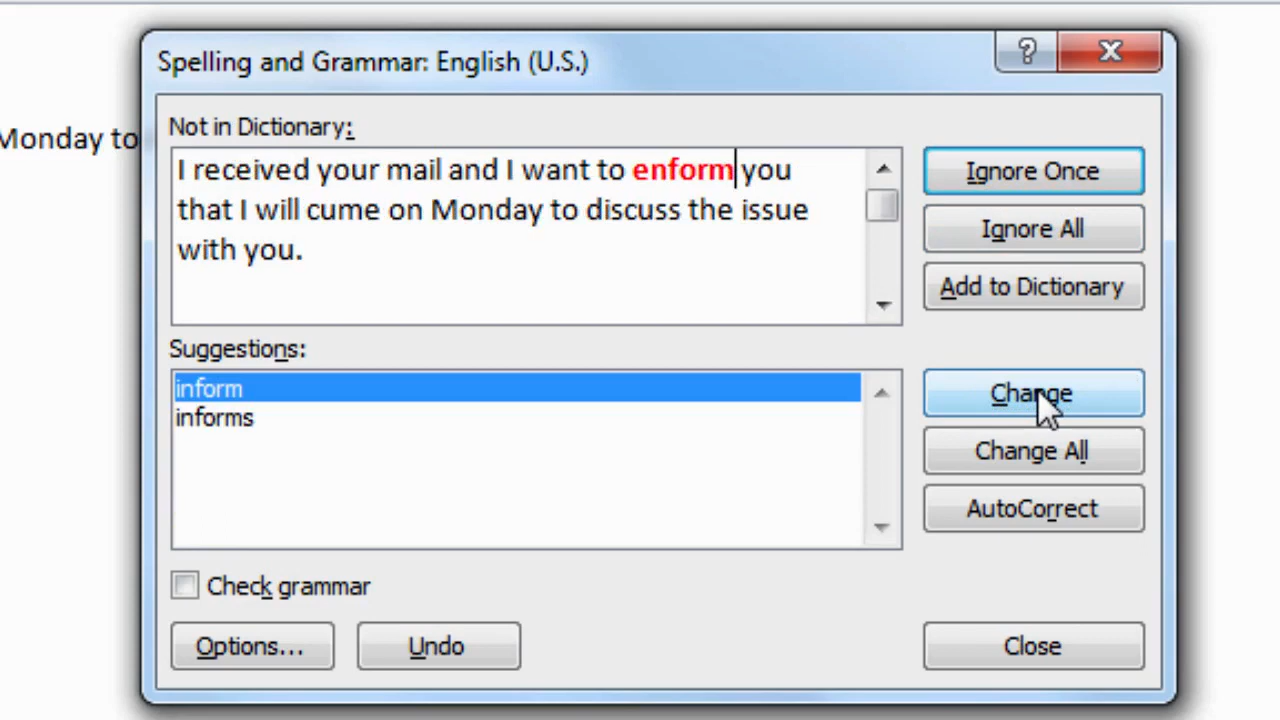 Spelling and Grammar: English (U.S.)
?
Monday to
Not in Dictionary:
I received your mail and I want to enform you
that I will cume on Monday to discuss the issue
with you.
Ignore Once
Ignore All
Add to Dictionary
Suggestions:
inform
informs
Change
Change All
AutoCorrect
Check grammar
Options...
Undo
Close